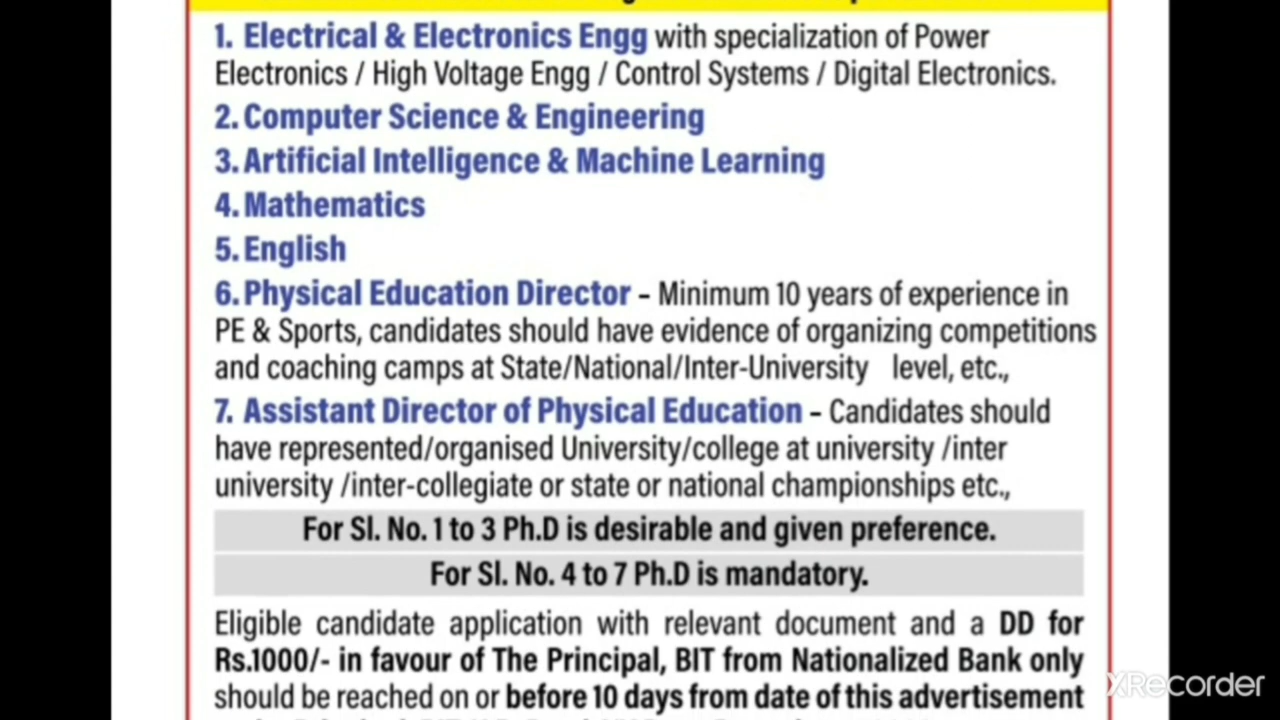 1. Electrical & Electronics Engg with specialization of Power
Electronics / High Voltage Engg / Control Systems / Digital Electronics.
2. Computer Science & Engineering
3. Artificial Intelligence & Machine Learning
4. Mathematics
5. English
6. Physical Education Director – Minimum 10 years of experience in
PE & Sports, candidates should have evidence of organizing competitions
and coaching camps at State/National/Inter-University level, etc.,
7. Assistant Director of Physical Education – Candidates should
have represented/organised University/college at university /inter
university /inter-collegiate or state or national championships etc.,
For Sl. No. 1 to 3 Ph.D is desirable and given preference.
For Sl. No. 4 to 7 Ph.D is mandatory.
Eligible candidate application with relevant document and a DD for
Rs.1000/- in favour of The Principal, BIT from Nationalized Bank only
should be reached on or before 10 days from date of this advertisement
XRecorder